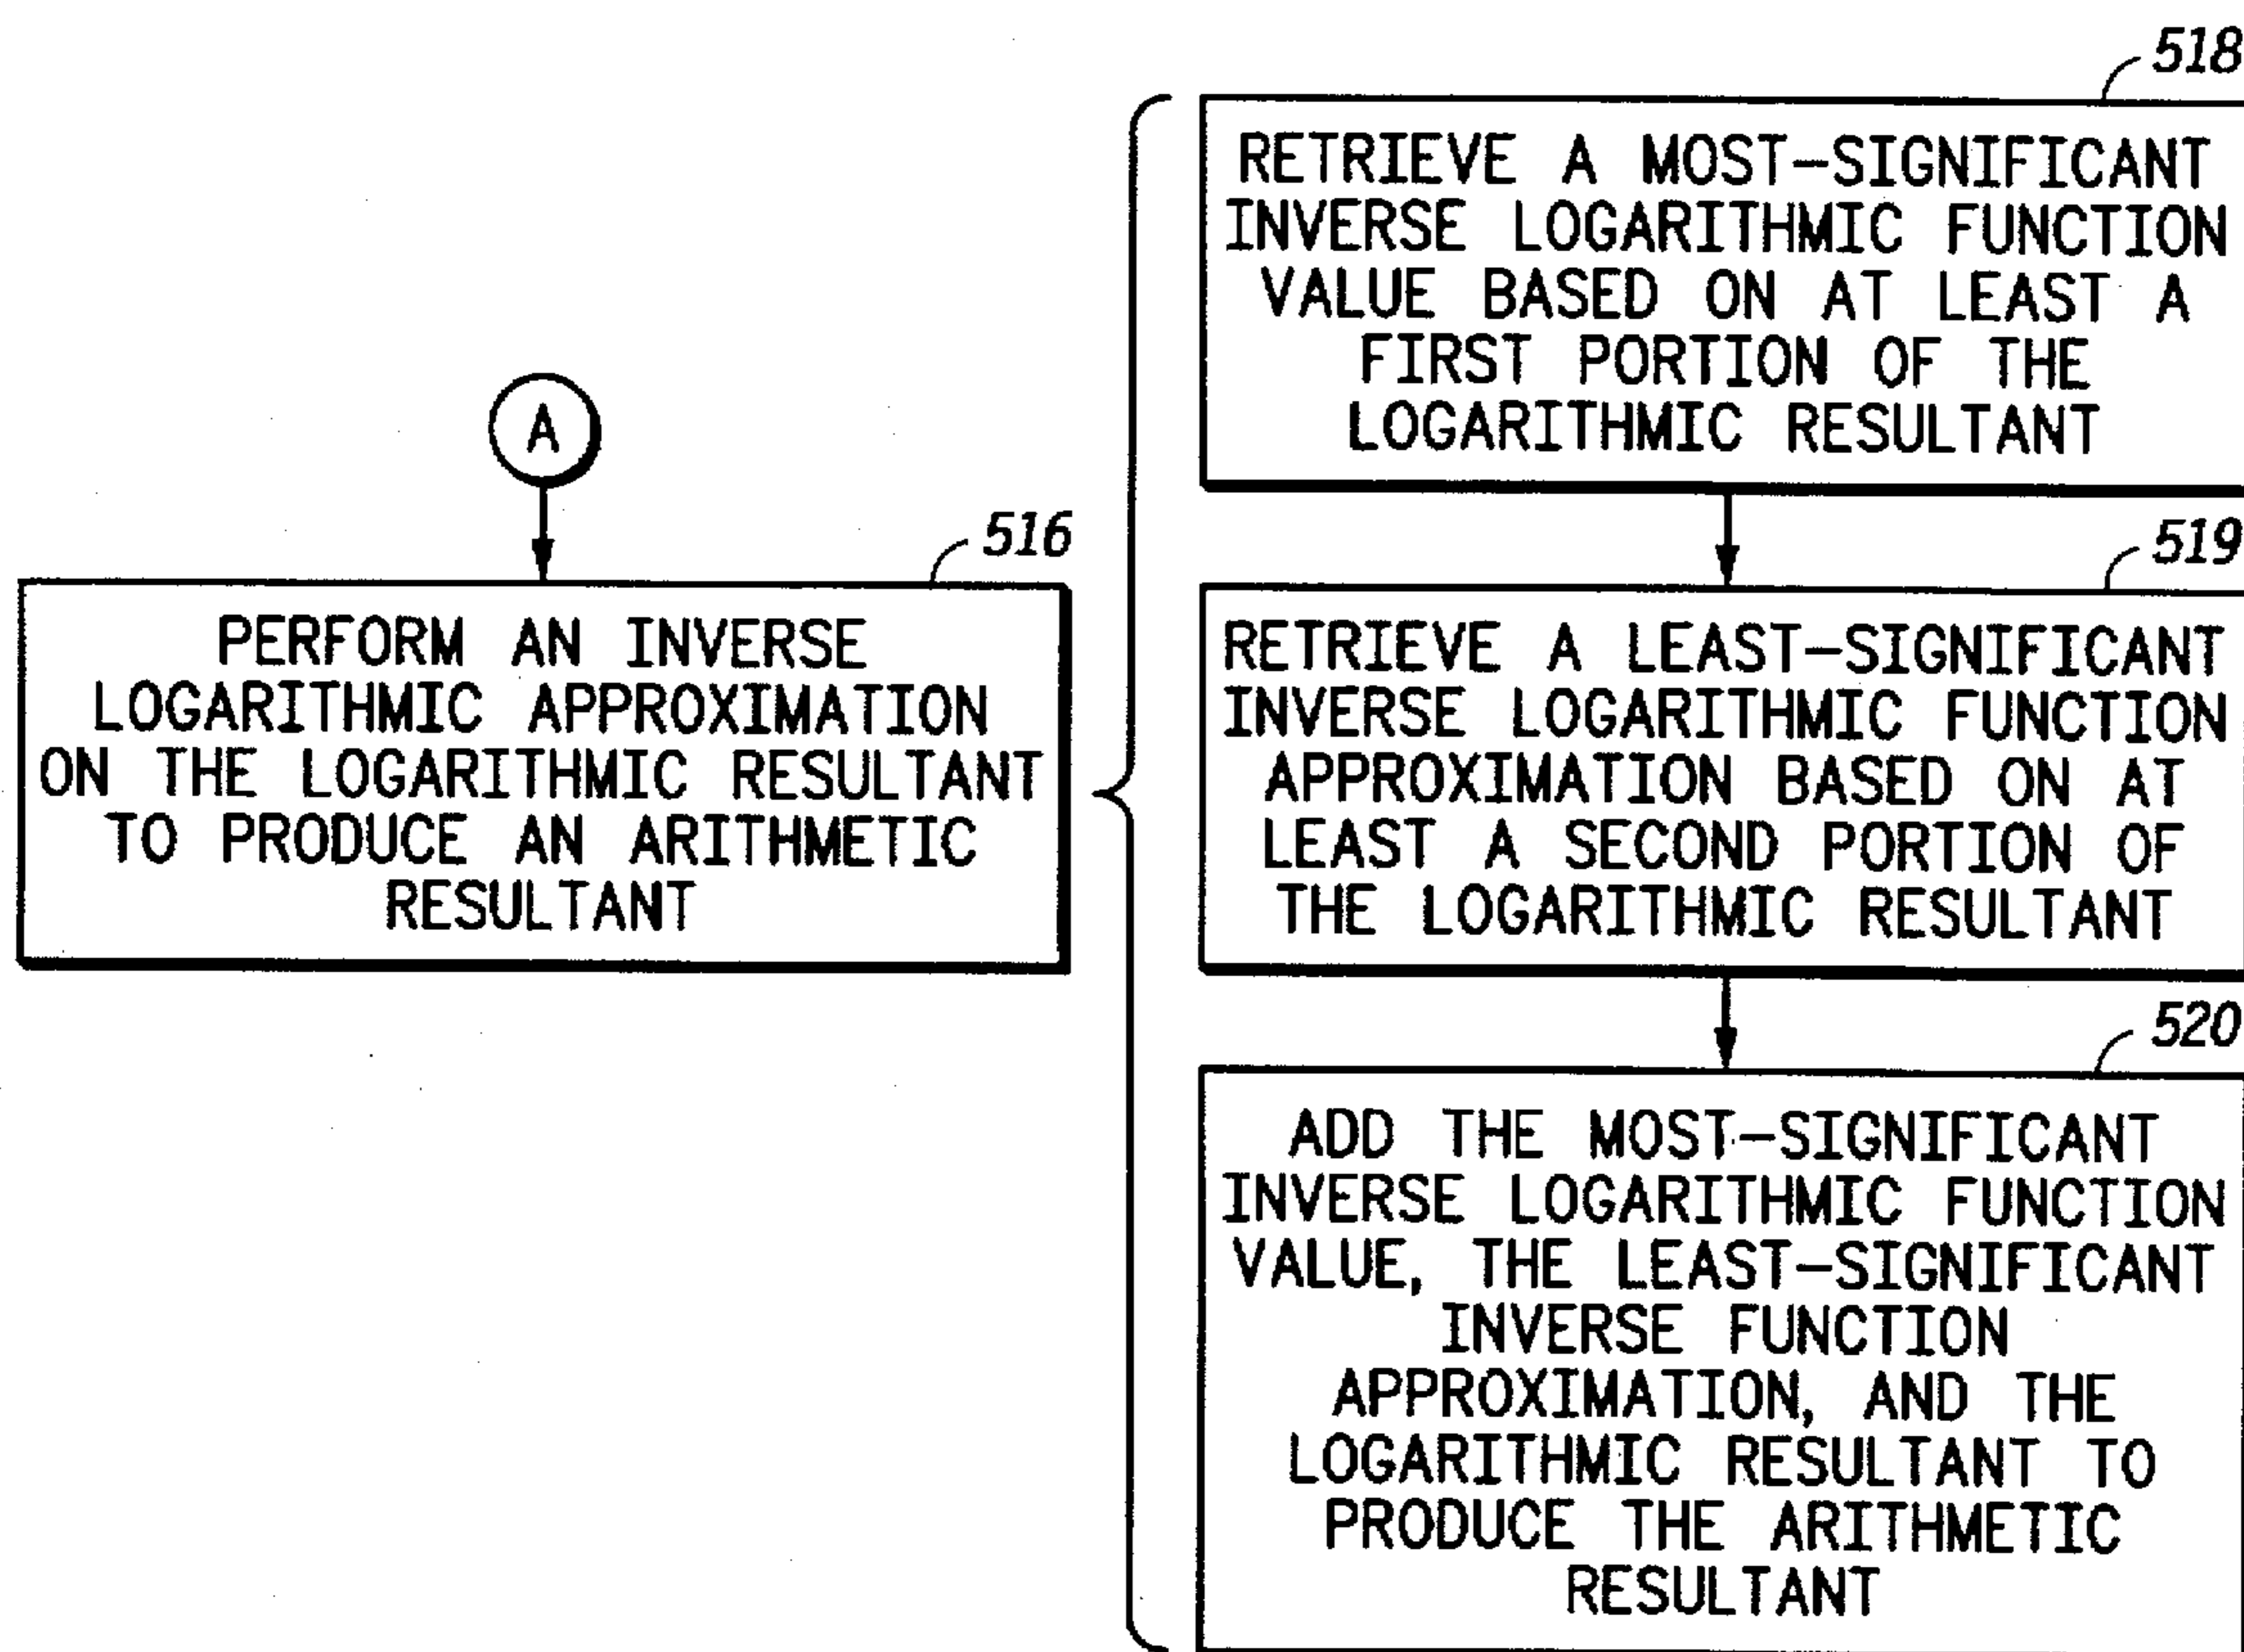 A
516
PERFORM AN INVERSE
LOGARITHMIC APPROXIMATION
ON THE LOGARITHMIC RESULTANT
TO PRODUCE AN ARITHMETIC
RESULTANT
518
RETRIEVE A MOST-SIGNIFICANT
INVERSE LOGARITHMIC FUNCTION
VALUE BASED ON AT LEAST A
FIRST PORTION OF THE
LOGARITHMIC RESULTANT
519
RETRIEVE A LEAST-SIGNIFICANT
INVERSE LOGARITHMIC FUNCTION
APPROXIMATION BASED ON AT
LEAST A SECOND PORTION OF
THE LOGARITHMIC RESULTANT
520
ADD THE MOST-SIGNIFICANT
INVERSE LOGARITHMIC FUNCTION
VALUE, THE LEAST-SIGNIFICANT
INVERSE FUNCTION
APPROXIMATION, AND THE
LOGARITHMIC RESULTANT TO
PRODUCE THE ARITHMETIC
RESULTANT